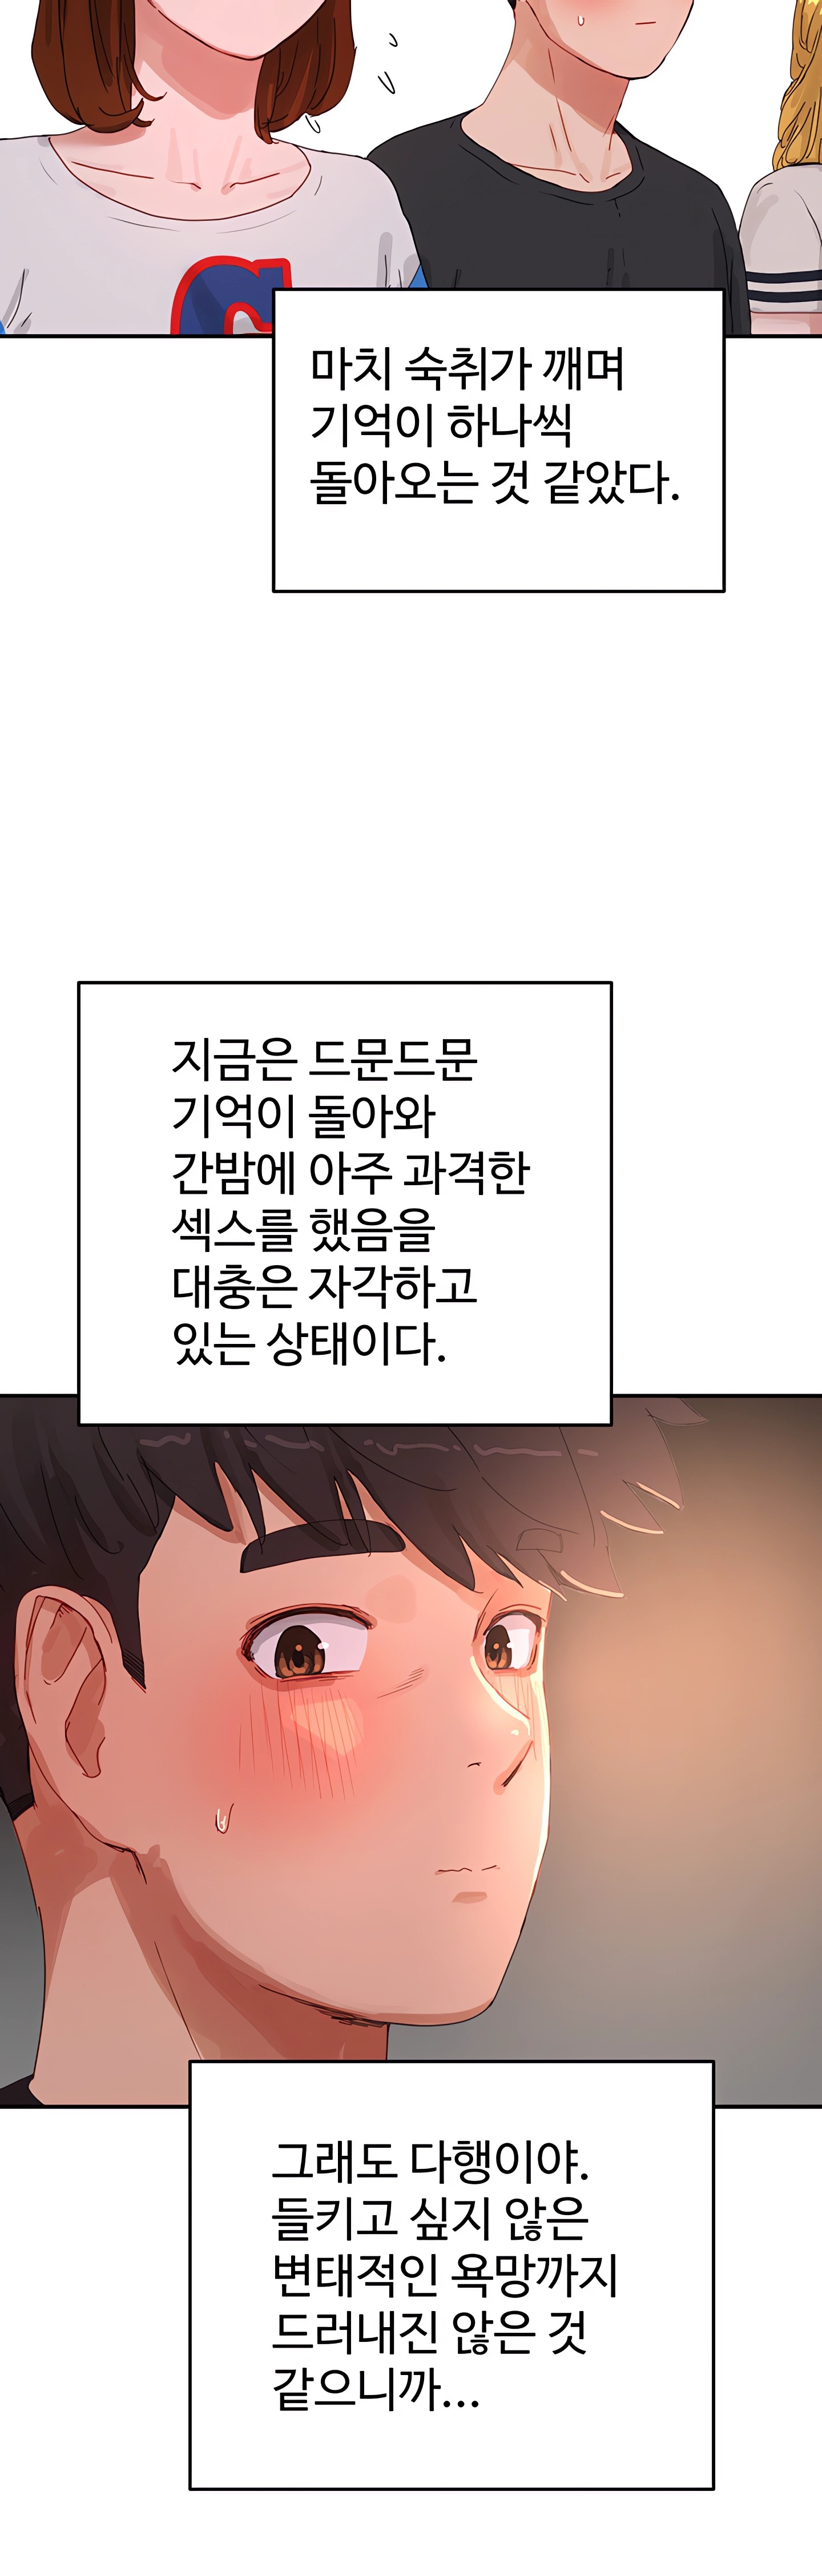 마치 숙취가 깨며
기억이 하나씩
돌아오는 것 같았다.
지금은 드문드문
기억이 돌아와
간밤에 아주 과격한
섹스를 했음을
대충은 자각하고
있는 상태이다.
그래도 다행이야.
들키고 싶지 않은
변태적인 욕망까지
드러내진 않은 것
같으니까...